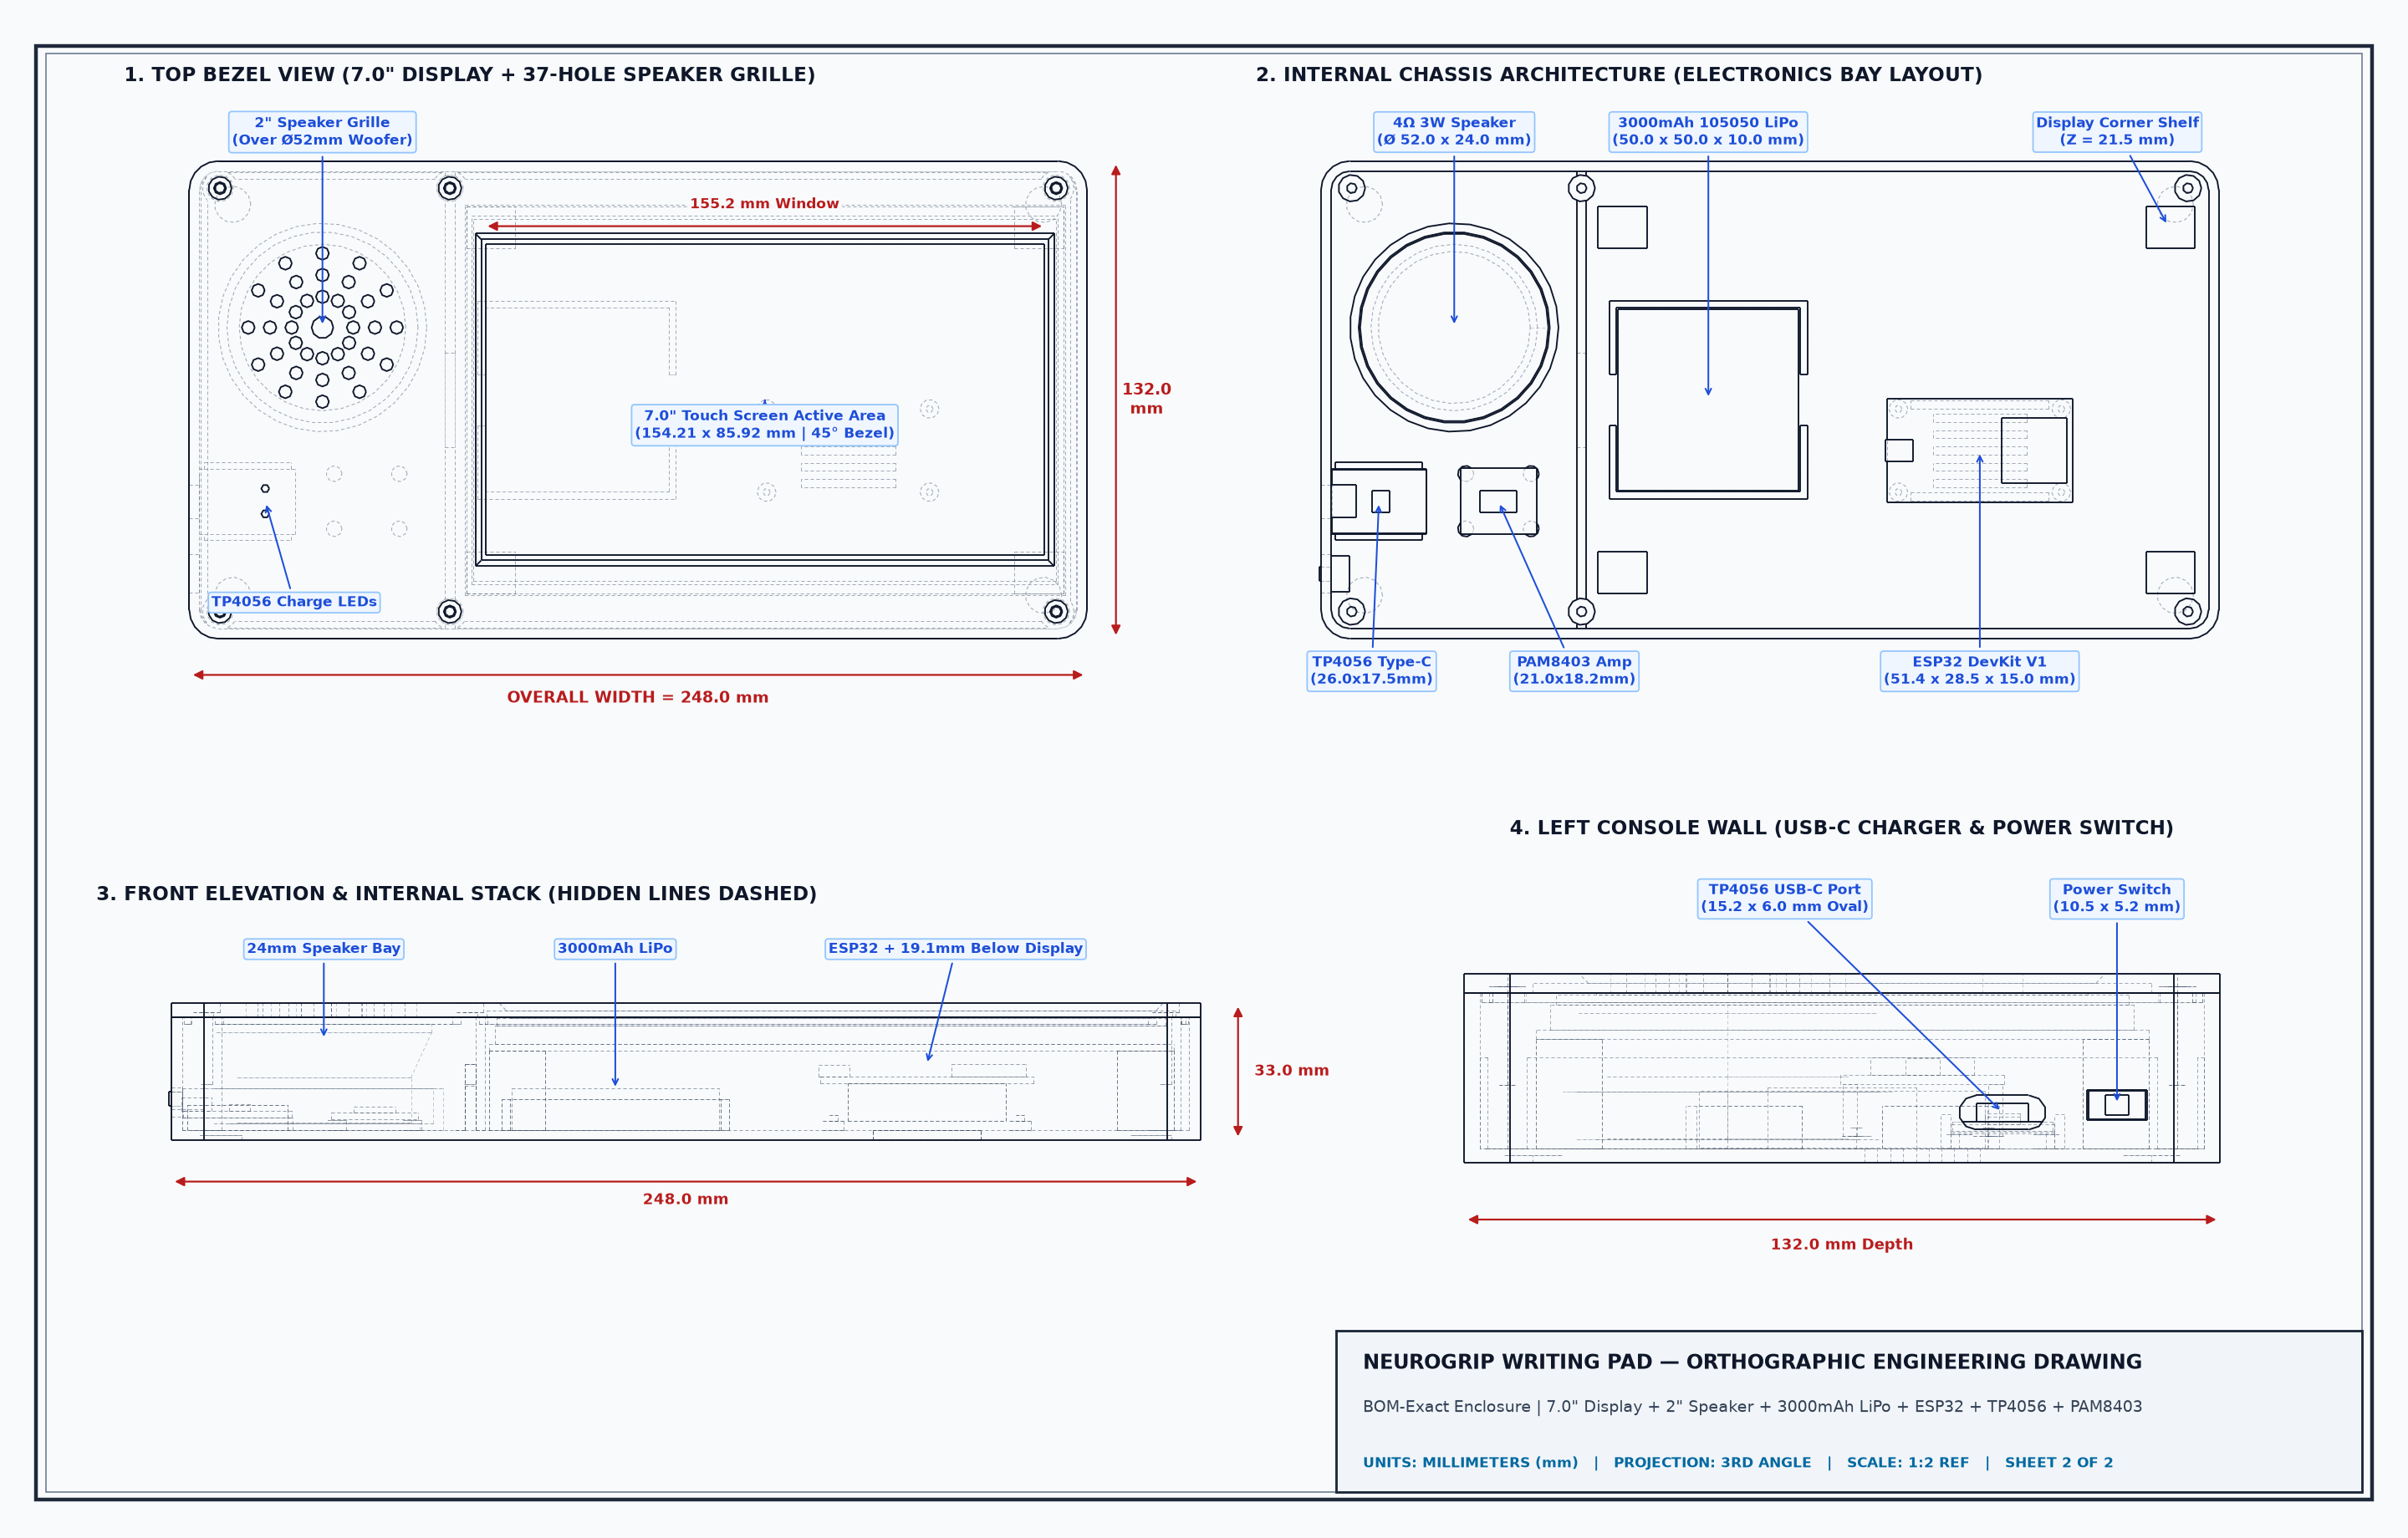 1. TOP BEZEL VIEW (7.0" DISPLAY + 37-HOLE SPEAKER GRILLE)
2" Speaker Grille
(Over Ø52mm Woofer)
155.2 mm Window
132.0
mm
7.0" Touch Screen Active Area
(154.21 x 85.92 mm | 45° Bezel)
TP4056 Charge LEDs
OVERALL WIDTH = 248.0 mm
2. INTERNAL CHASSIS ARCHITECTURE (ELECTRONICS BAY LAYOUT)
4Ω 3W Speaker
(Ø 52.0 x 24.0 mm)
3000mAh 105050 LiPo
(50.0 x 50.0 x 10.0 mm)
Display Corner Shelf
(Z = 21.5 mm)
TP4056 Type-C
(26.0x17.5mm)
PAM8403 Amp
(21.0x18.2mm)
ESP32 DevKit V1
(51.4 x 28.5 x 15.0 mm)
3. FRONT ELEVATION & INTERNAL STACK (HIDDEN LINES DASHED)
24mm Speaker Bay
3000mAh LiPo
ESP32 + 19.1mm Below Display
33.0 mm
248.0 mm
4. LEFT CONSOLE WALL (USB-C CHARGER & POWER SWITCH)
TP4056 USB-C Port
(15.2 x 6.0 mm Oval)
Power Switch
(10.5 x 5.2 mm)
132.0 mm Depth
NEUROGRIP WRITING PAD — ORTHOGRAPHIC ENGINEERING DRAWING
BOM-Exact Enclosure | 7.0" Display + 2" Speaker + 3000mAh LiPo + ESP32 + TP4056 + PAM8403
UNITS: MILLIMETERS (mm) | PROJECTION: 3RD ANGLE | SCALE: 1:2 REF | SHEET 2 OF 2